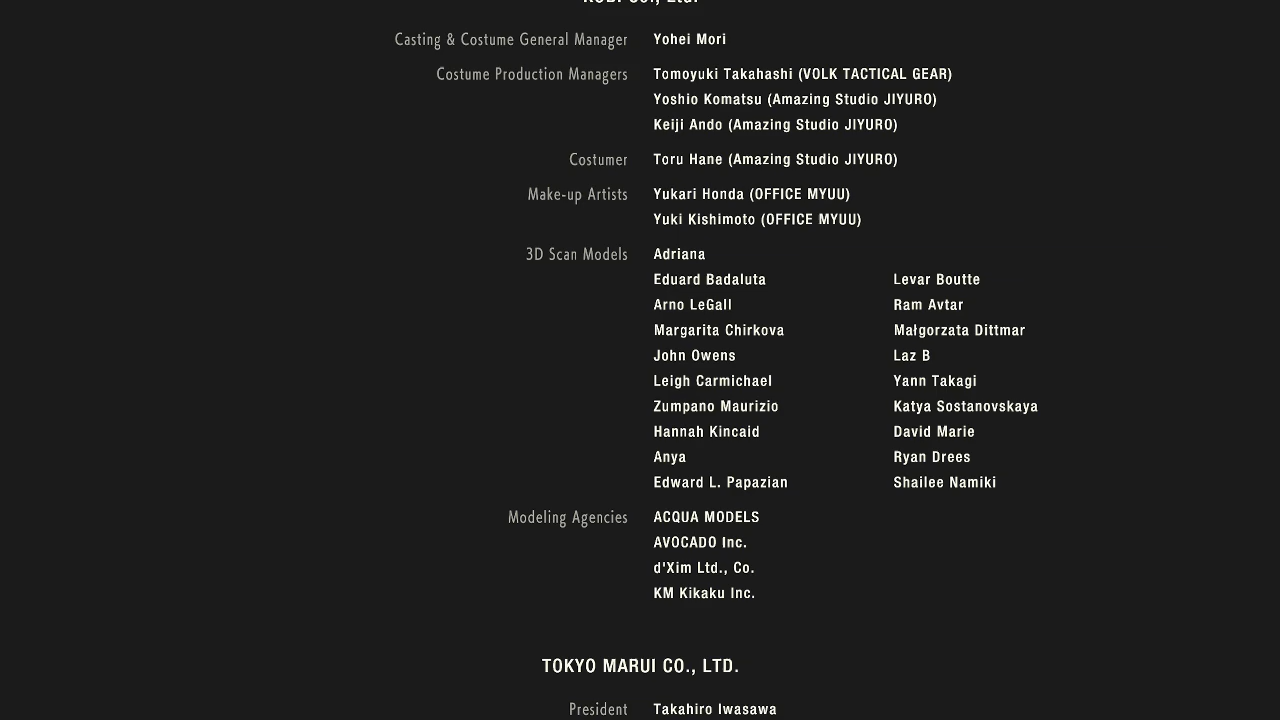 Casting & Costume General Manager Yohei Mori
Costume Production Managers Tomoyuki Takahashi (VOLK TACTICAL GEAR)
Yoshio Komatsu (Amazing Studio JIYURO)
Keiji Ando (Amazing Studio JIYURO)
Costumer Toru Hane (Amazing Studio JIYURO)
Make-up Artists Yukari Honda (OFFICE MYUU)
Yuki Kishimoto (OFFICE MYUU)
3D Scan Models Adriana
Eduard Badaluta Levar Boutte
Arno LeGall Ram Avtar
Margarita Chirkova Małgorzata Dittmar
John Owens Laz B
Leigh Carmichael Yann Takagi
Zumpano Maurizio Katya Sostanovskaya
Hannah Kincaid David Marie
Anya Ryan Drees
Edward L. Papazian Shailee Namiki
Modeling Agencies ACQUA MODELS
AVOCADO Inc.
d'Xim Ltd., Co.
KM Kikaku Inc.
TOKYO MARUI CO., LTD.
President Takahiro Iwasawa